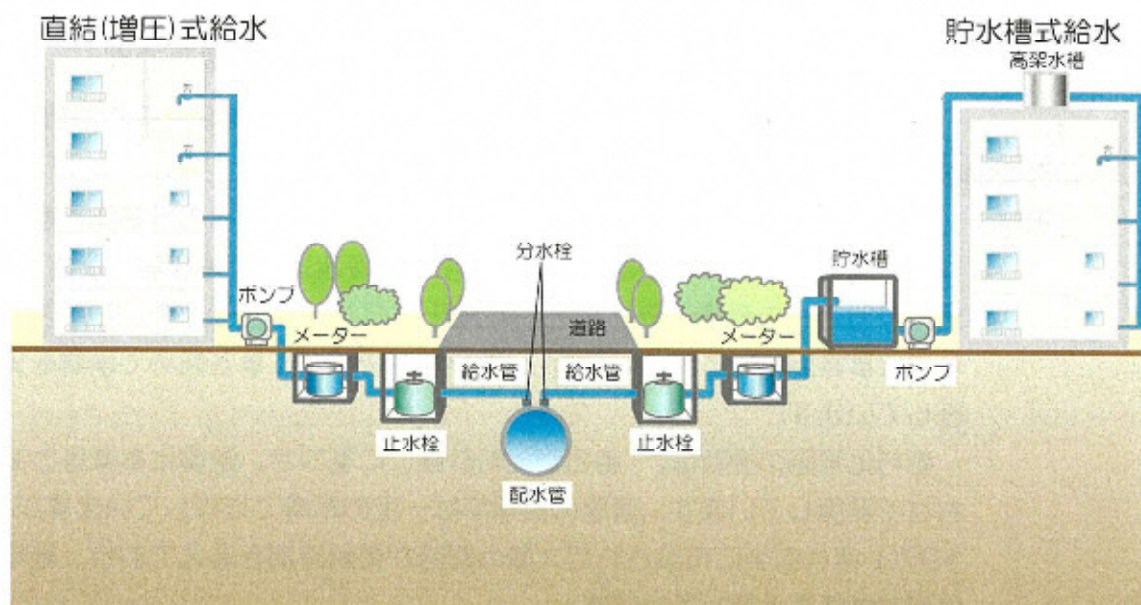 直結(増圧)式給水
貯水槽式給水
高架水槽
分水栓
貯水槽
ポンプ
メーター
道路
メーター
給水管
給水管
ポンプ
止水栓
止水栓
配水管